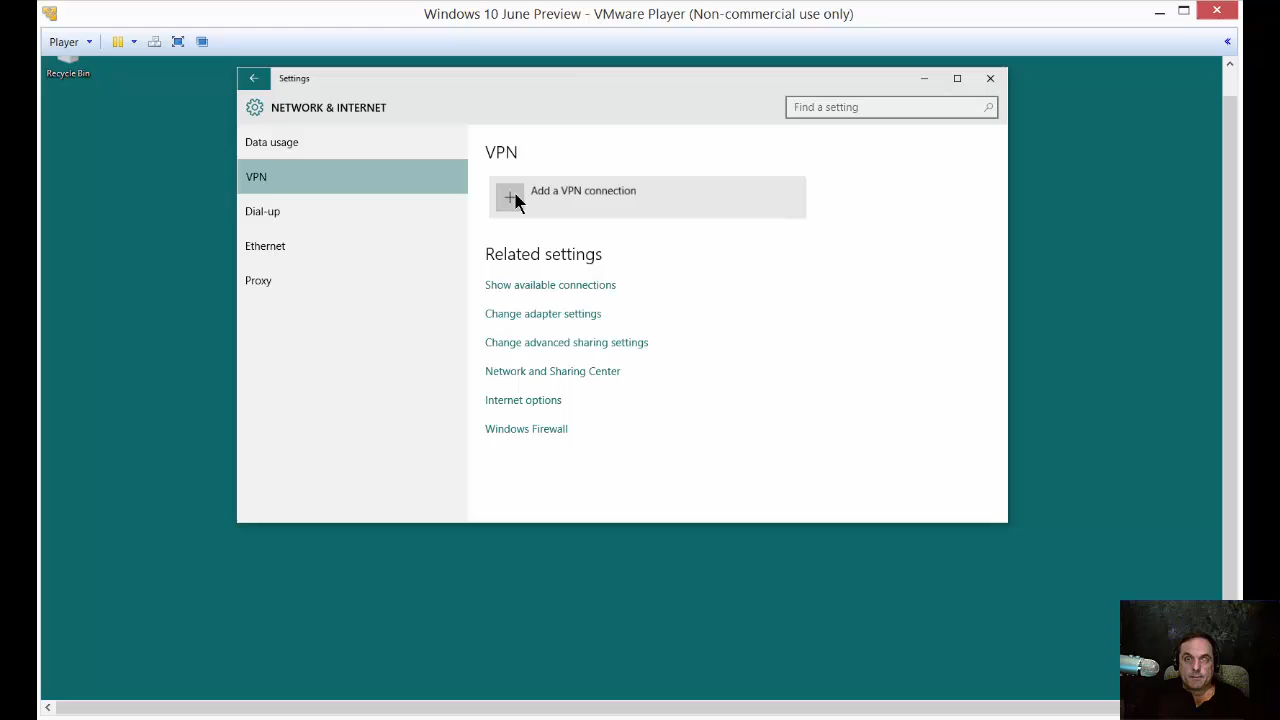 Windows 10 June Preview - VMware Player (Non-commercial use only)
Player
Recycle Bin
Settings
NETWORK & INTERNET
Find a setting
Data usage
VPN
Dial-up
Ethernet
Proxy
VPN
Add a VPN connection
Related settings
Show available connections
Change adapter settings
Change advanced sharing settings
Network and Sharing Center
Internet options
Windows Firewall